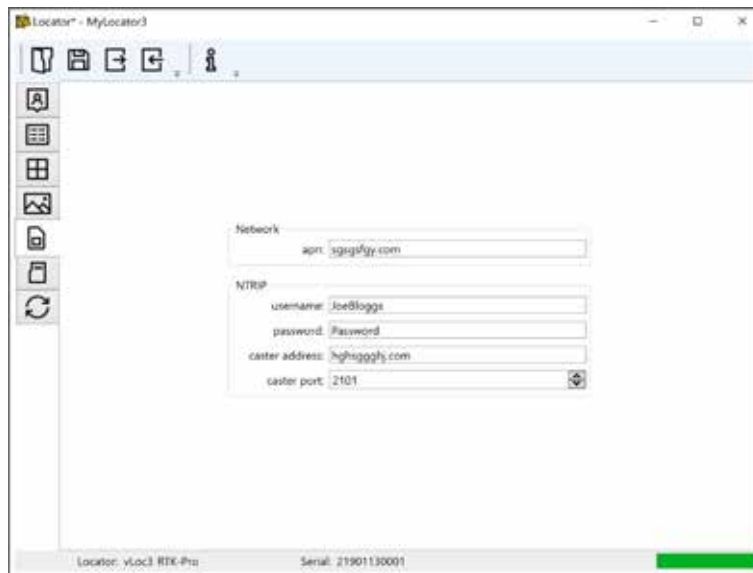 Locator* - MyLocator3
Network
apn: sgsgsfgy.com
NTRIP
username: JoeBloggs
password: Password
caster address: hghsggghj.com
caster port: 2101
Locator: vLoc3 RTK-Pro Serial: 21901130001